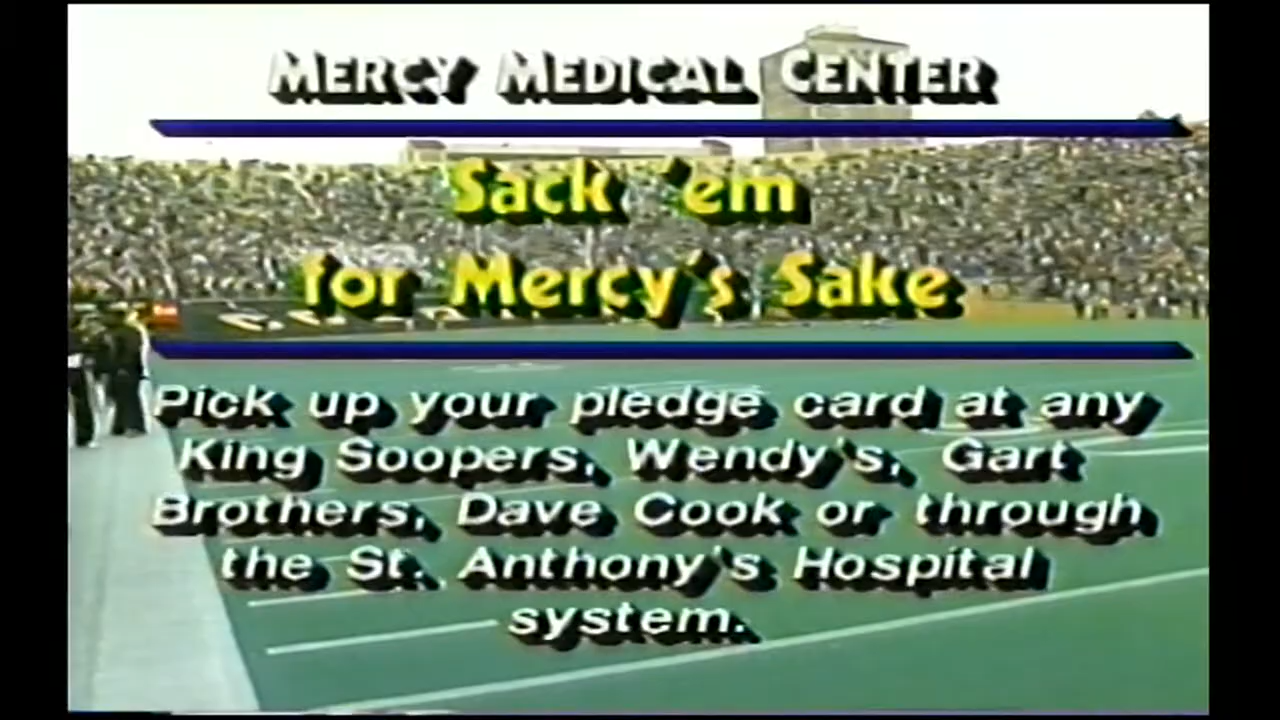 MERCY MEDICAL CENTER
Sack 'em
for Mercy's Sake
Pick up your pledge card at any
King Soopers, Wendy's, Gart
Brothers, Dave Cook or through
the St. Anthony's Hospital
system.